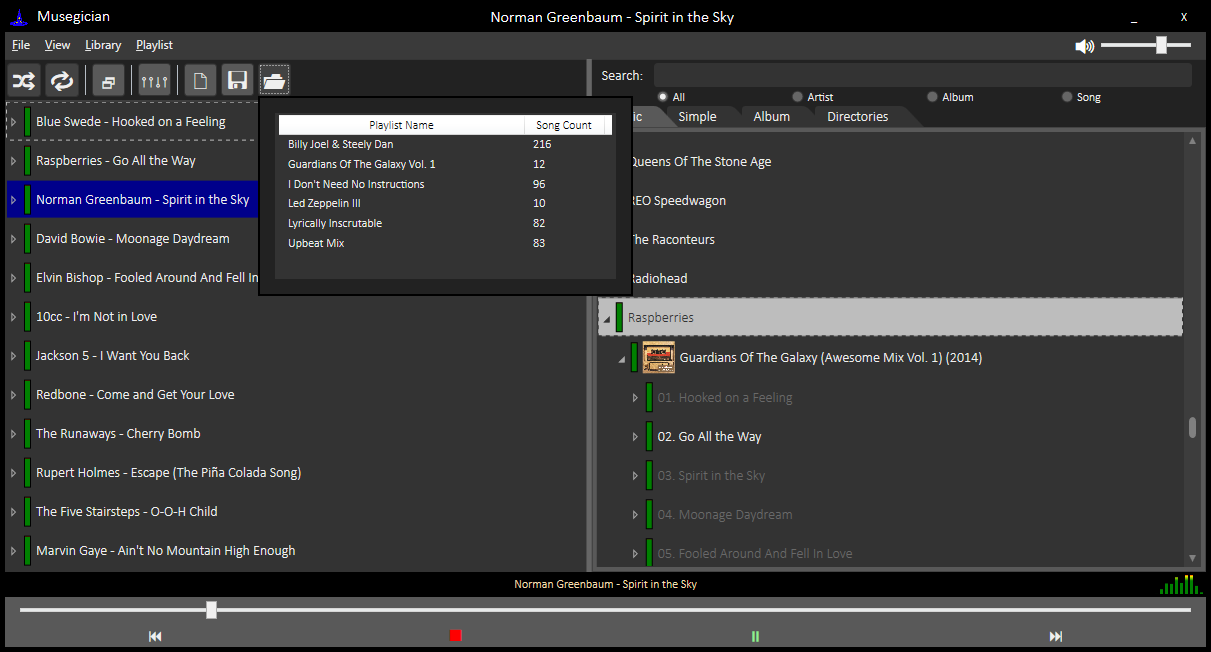 Musegician
Norman Greenbaum - Spirit in the Sky
_ X
File View Library Playlist
Search:
All Artist Album Song
ic Simple Album Directories
Blue Swede - Hooked on a Feeling
Raspberries - Go All the Way
Norman Greenbaum - Spirit in the Sky
David Bowie - Moonage Daydream
Elvin Bishop - Fooled Around And Fell In
10cc - I'm Not in Love
Jackson 5 - I Want You Back
Redbone - Come and Get Your Love
The Runaways - Cherry Bomb
Rupert Holmes - Escape (The Piña Colada Song)
The Five Stairsteps - O-O-H Child
Marvin Gaye - Ain't No Mountain High Enough
Playlist Name Song Count
Billy Joel & Steely Dan 216
Guardians Of The Galaxy Vol. 1 12
I Don't Need No Instructions 96
Led Zeppelin III 10
Lyrically Inscrutable 82
Upbeat Mix 83
Queens Of The Stone Age
REO Speedwagon
The Raconteurs
Radiohead
Raspberries
Guardians Of The Galaxy (Awesome Mix Vol. 1) (2014)
01. Hooked on a Feeling
02. Go All the Way
03. Spirit in the Sky
04. Moonage Daydream
05. Fooled Around And Fell In Love
Norman Greenbaum - Spirit in the Sky